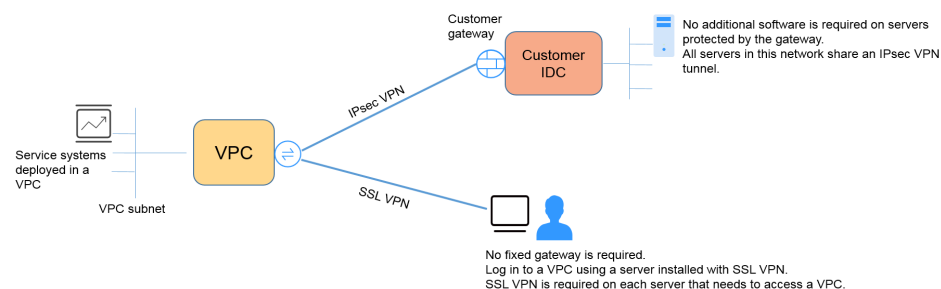 Customer
gateway
No additional software is required on servers
protected by the gateway.
All servers in this network share an IPsec VPN
tunnel.
Customer
IDC
IPsec VPN
VPC
Service systems
deployed in a
VPC
VPC subnet
SSL VPN
No fixed gateway is required.
Log in to a VPC using a server installed with SSL VPN.
SSL VPN is required on each server that needs to access a VPC.